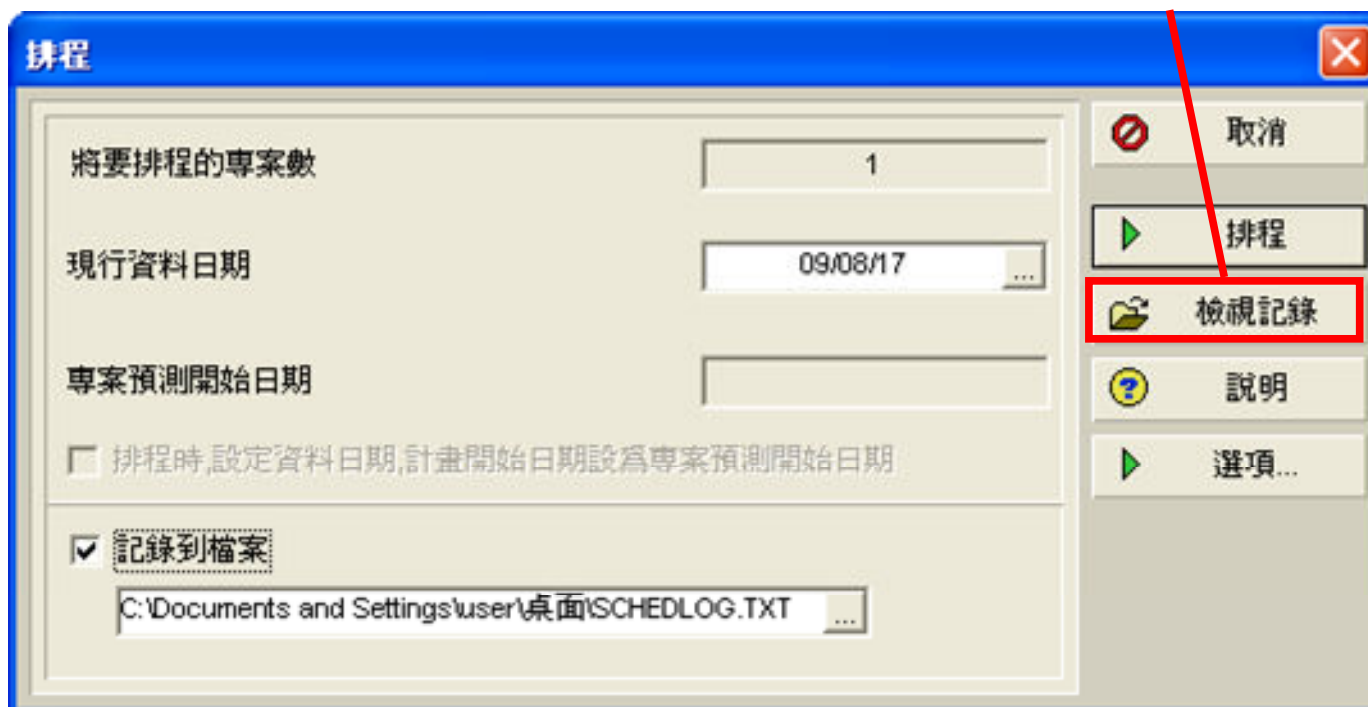 排程
將要排程的專案數
1
現行資料日期
09/08/17
...
專案預測開始日期
排程時,設定資料日期,計畫開始日期設為專案預測開始日期
記錄到檔案
C:\Documents and Settings\user\桌面\SCHEDLOG.TXT
...
取消
排程
檢視記錄
說明
選項...